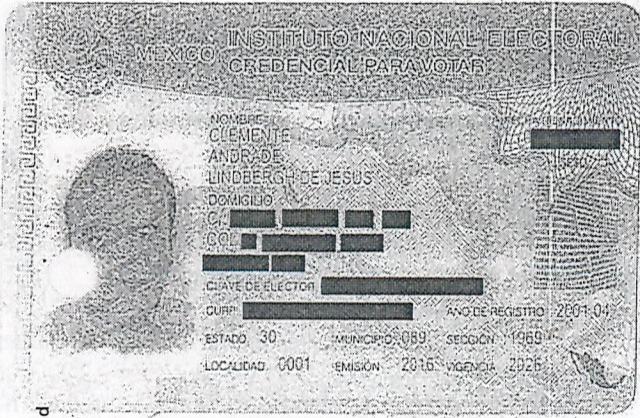 MÉXICO INSTITUTO NACIONAL ELECTORAL
CREDENCIAL PARA VOTAR
NOMBRE
CLEMENTE
ANDRADE
LINDBERGH DE JESUS
DOMICILIO
C
COL
CLAVE DE ELECTOR
CURP AÑO DE REGISTRO 2001 04
ESTADO 30 MUNICIPIO 089 SECCIÓN 1969
LOCALIDAD 0001 EMISIÓN 2016 VIGENCIA 2026